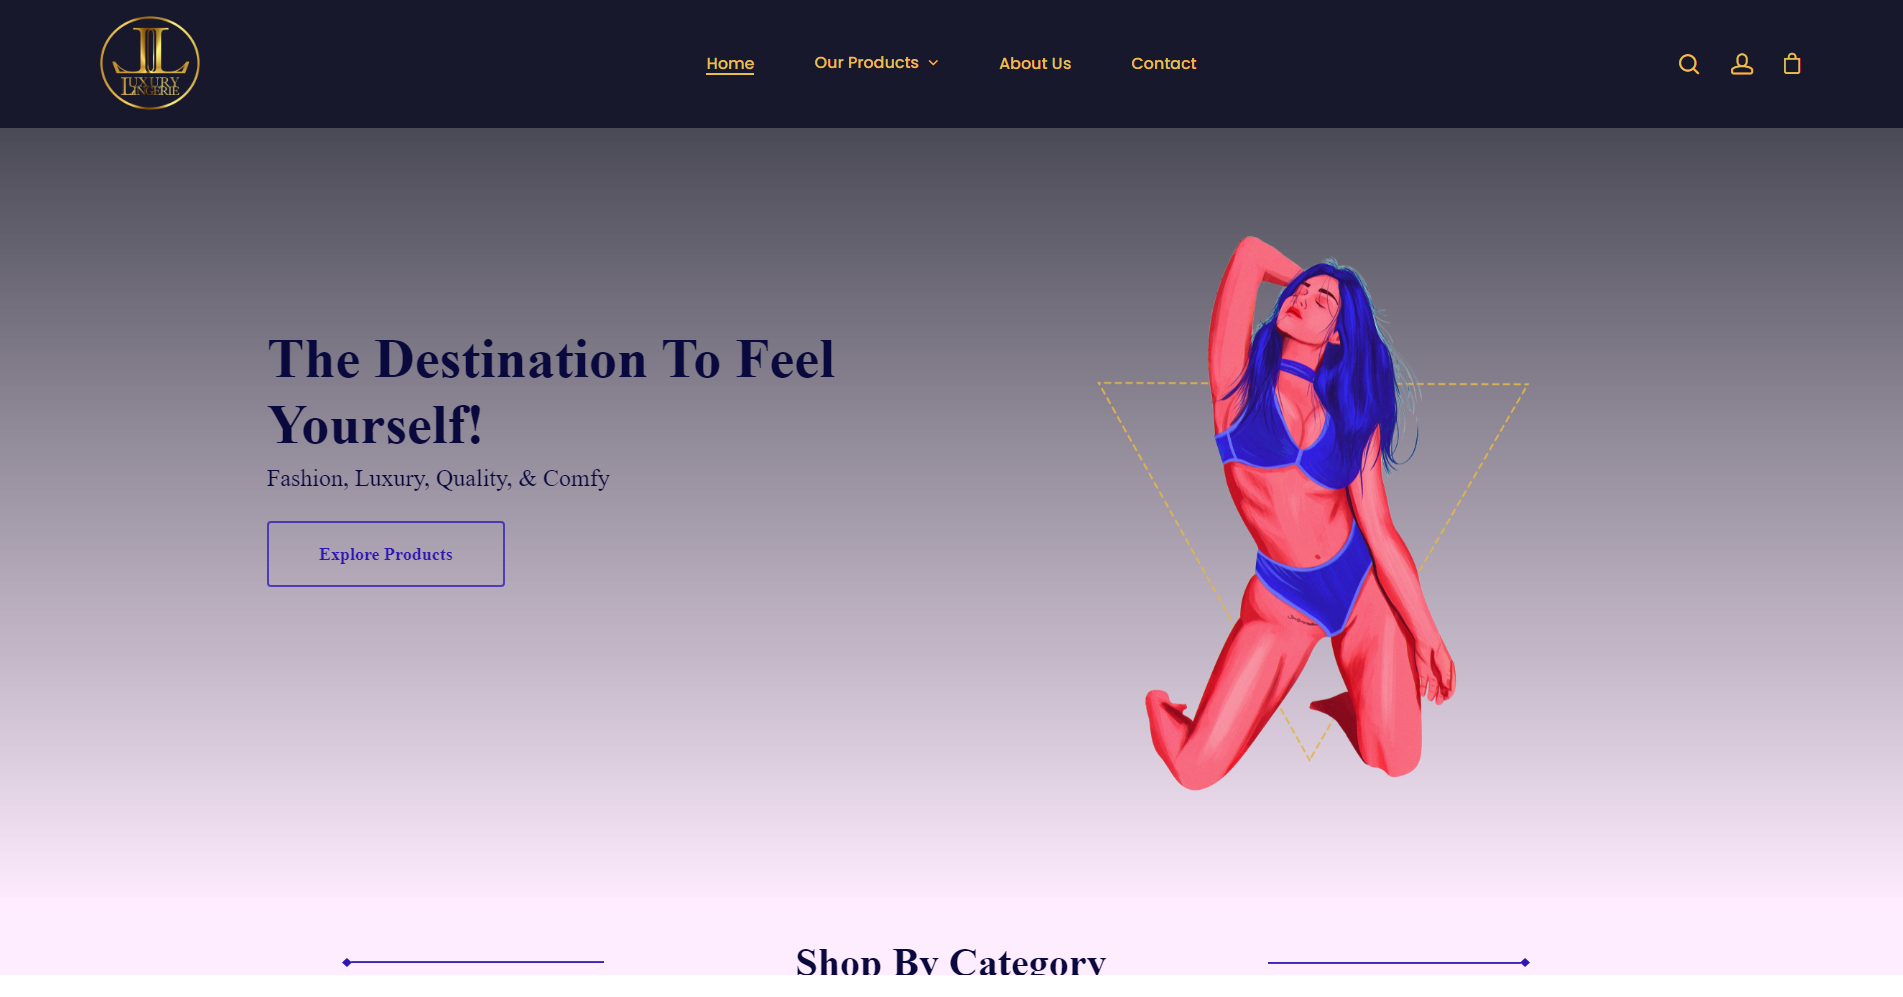 LUXURY
LINGERIE
Home
Our Products
About Us
Contact
The Destination To Feel
Yourself!
Fashion, Luxury, Quality, & Comfy
Explore Products
Shop By Category